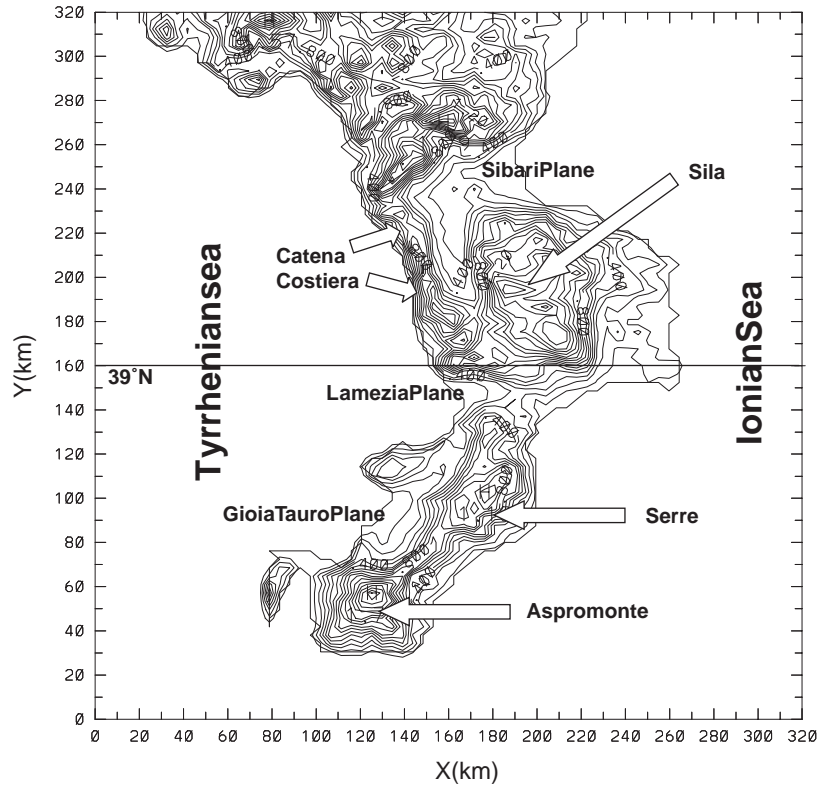 320
300
280
260
240
220
200
180
160
140
120
100
80
60
40
20
0
Y(km)
SibariPlane
Sila
Catena
Costiera
Tyrrheniansea
IonianSea
39°N
LameziaPlane
GioiaTauroPlane
Serre
Aspromonte
400
800
0 20 40 60 80 100 120 140 160 180 200 220 240 260 280 300 320
X(km)